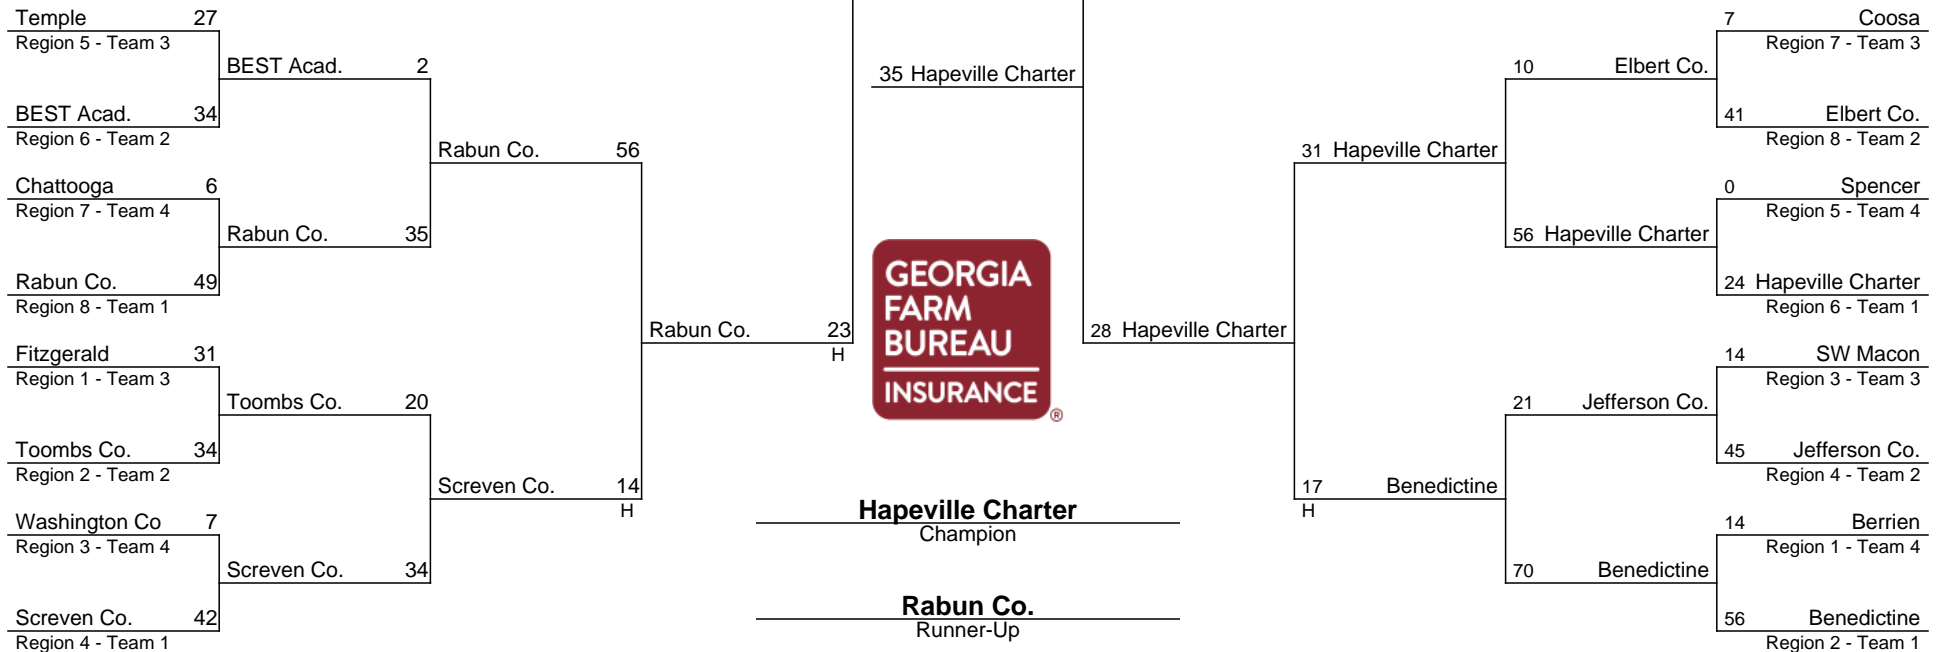 Temple 27
Region 5 - Team 3
BEST Acad. 2
BEST Acad. 34
Region 6 - Team 2
Rabun Co. 56
Chattooga 6
Region 7 - Team 4
Rabun Co. 35
Rabun Co. 49
Region 8 - Team 1
Rabun Co. 23
H
Fitzgerald 31
Region 1 - Team 3
Toombs Co. 20
Toombs Co. 34
Region 2 - Team 2
Screven Co. 14
H
Washington Co 7
Region 3 - Team 4
Screven Co. 34
Screven Co. 42
Region 4 - Team 1
35 Hapeville Charter
GEORGIA
FARM
BUREAU
INSURANCE
®
Hapeville Charter
Champion
Rabun Co.
Runner-Up
7 Coosa
Region 7 - Team 3
10 Elbert Co.
41 Elbert Co.
Region 8 - Team 2
31 Hapeville Charter
0 Spencer
Region 5 - Team 4
56 Hapeville Charter
24 Hapeville Charter
Region 6 - Team 1
28 Hapeville Charter
14 SW Macon
Region 3 - Team 3
21 Jefferson Co.
45 Jefferson Co.
Region 4 - Team 2
17 Benedictine
H
14 Berrien
Region 1 - Team 4
70 Benedictine
56 Benedictine
Region 2 - Team 1